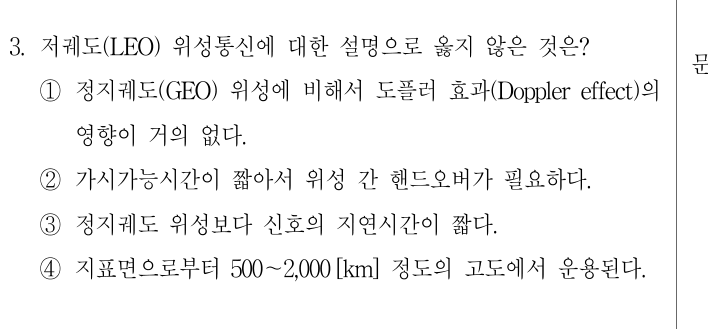 3. 저궤도(LEO) 위성통신에 대한 설명으로 옳지 않은 것은?
① 정지궤도(GEO) 위성에 비해서 도플러 효과(Doppler effect)의
영향이 거의 없다.
② 가시가능시간이 짧아서 위성 간 핸드오버가 필요하다.
③ 정지궤도 위성보다 신호의 지연시간이 짧다.
④ 지표면으로부터 500~2,000 [km] 정도의 고도에서 운용된다.
문